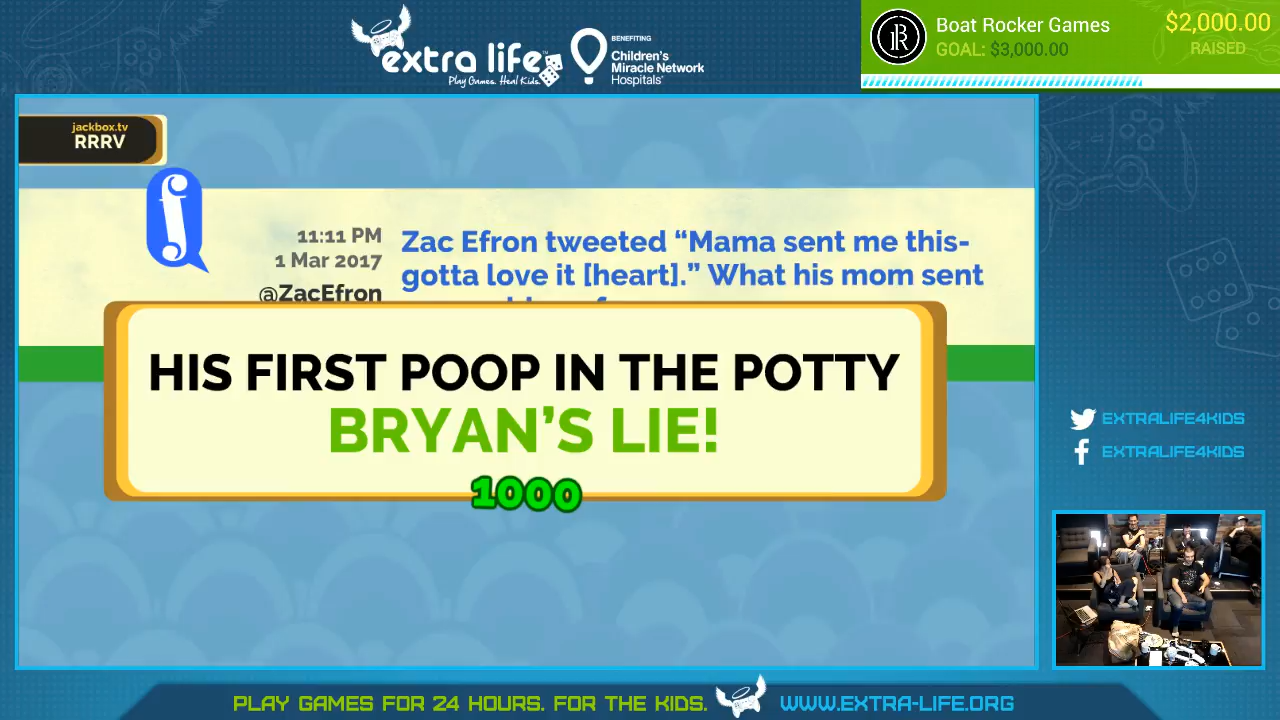 extra life
Play Games. Heal Kids.
BENEFITING
Children's
Miracle Network
Hospitals
Boat Rocker Games
GOAL: $3,000.00
$2,000.00
RAISED
jackbox.tv
RRRV
11:11 PM
1 Mar 2017
@ZacEfron
Zac Efron tweeted “Mama sent me this-
gotta love it [heart].” What his mom sent
HIS FIRST POOP IN THE POTTY
BRYAN'S LIE!
1000
EXTRALIFE4KIDS
EXTRALIFE4KIDS
PLAY GAMES FOR 24 HOURS. FOR THE KIDS.
WWW.EXTRA-LIFE.ORG